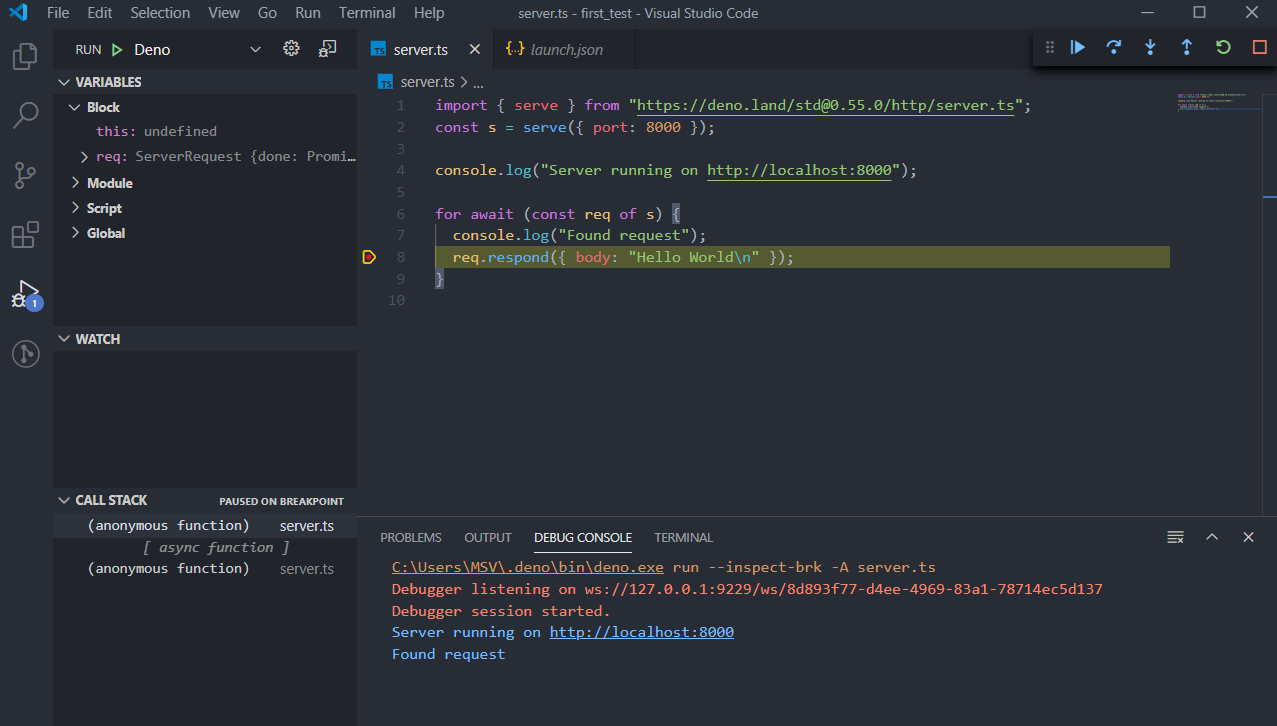 File Edit Selection View Go Run Terminal Help server.ts - first_test - Visual Studio Code
RUN Deno
TS server.ts
{··} launch.json
VARIABLES
Block
this: undefined
req: ServerRequest {done: Promi…
Module
Script
Global
1
WATCH
CALL STACK PAUSED ON BREAKPOINT
(anonymous function) server.ts
[ async function ]
(anonymous function) server.ts
TS server.ts > ...
1 import { serve } from "https://deno.land/std@0.55.0/http/server.ts";
2 const s = serve({ port: 8000 });
3
4 console.log("Server running on http://localhost:8000");
5
6 for await (const req of s) {
7 console.log("Found request");
8 req.respond({ body: "Hello World\n" });
9 }
10
PROBLEMS OUTPUT DEBUG CONSOLE TERMINAL
C:\Users\MSV\.deno\bin\deno.exe run --inspect-brk -A server.ts
Debugger listening on ws://127.0.0.1:9229/ws/8d893f77-d4ee-4969-83a1-78714ec5d137
Debugger session started.
Server running on http://localhost:8000
Found request